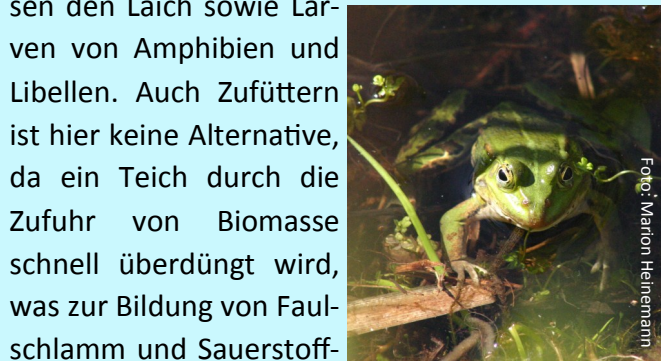 sen den Laich sowie Lar-
ven von Amphibien und
Libellen. Auch Zufüttern
ist hier keine Alternative,
da ein Teich durch die
Zufuhr von Biomasse
schnell überdüngt wird,
was zur Bildung von Faul-
schlamm und Sauerstoff-
Foto: Marion Heinemann